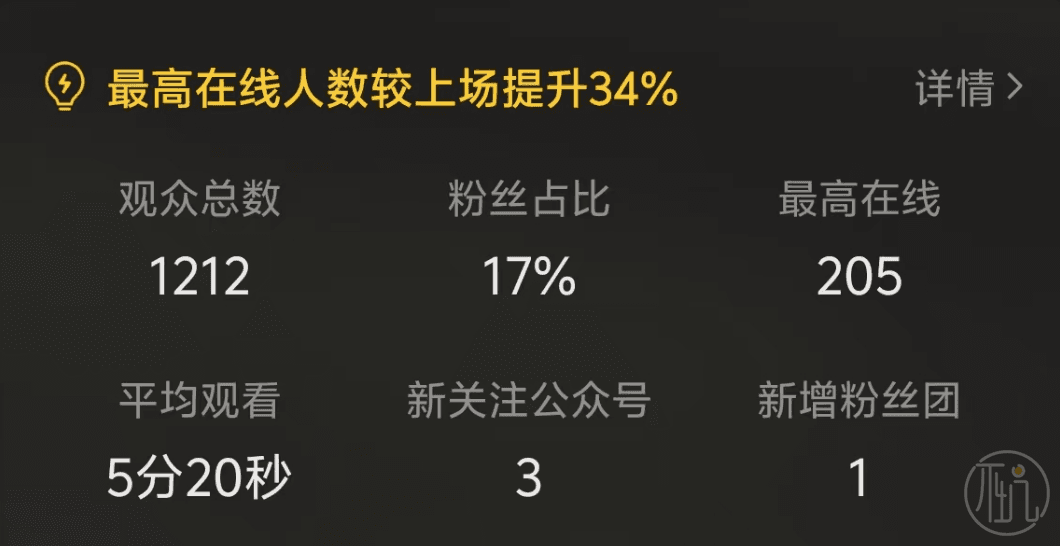 最高在线人数较上场提升34% 详情 >
观众总数 粉丝占比 最高在线
1212 17% 205
平均观看 新关注公众号 新增粉丝团
5分20秒 3 1